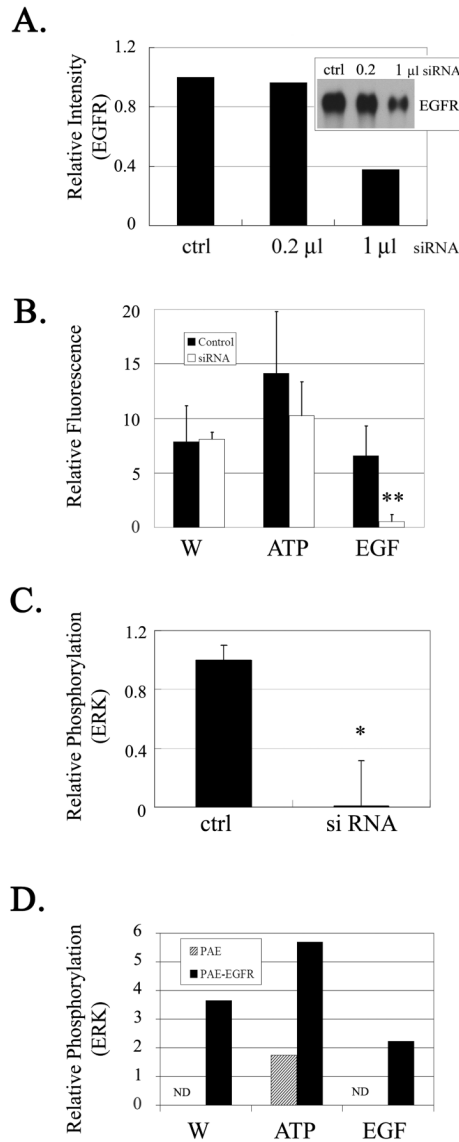 A.
Relative Intensity
(EGFR)
1.2
0.8
0.4
0
ctrl 0.2 1 µl siRNA
EGFR
ctrl 0.2 µl 1 µl siRNA
B.
Relative Fluorescence
20
15
10
5
0
Control
siRNA
**
W ATP EGF
C.
Relative Phosphorylation
(ERK)
1.2
0.8
0.4
0
*
ctrl si RNA
D.
Relative Phosphorylation
(ERK)
6
5
4
3
2
1
0
PAE
PAE-EGFR
ND ND
W ATP EGF